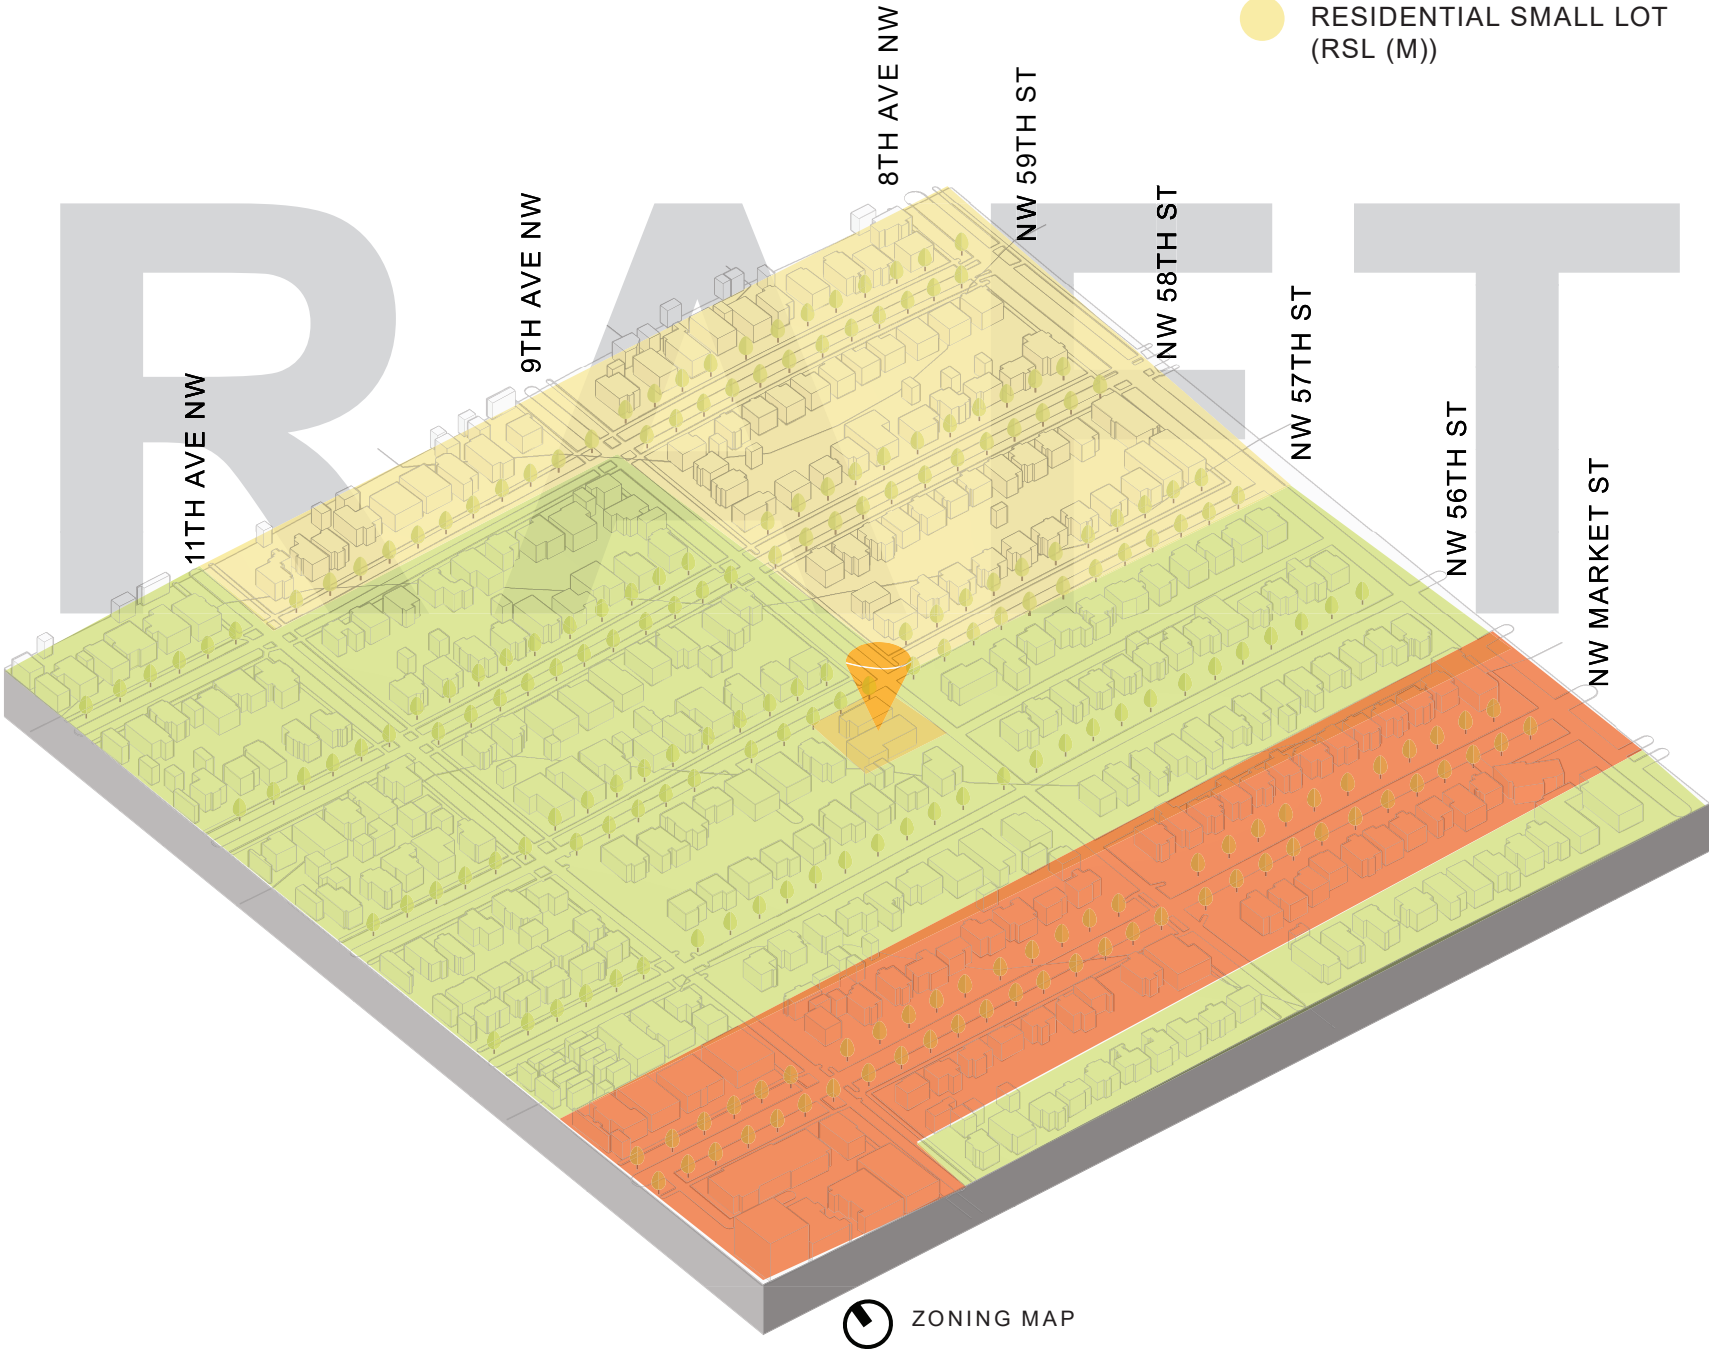 RESIDENTIAL SMALL LOT
(RSL (M))
8TH AVE NW
NW 59TH ST
9TH AVE NW
NW 58TH ST
NW 57TH ST
11TH AVE NW
NW 56TH ST
NW MARKET ST
RAFT
ZONING MAP